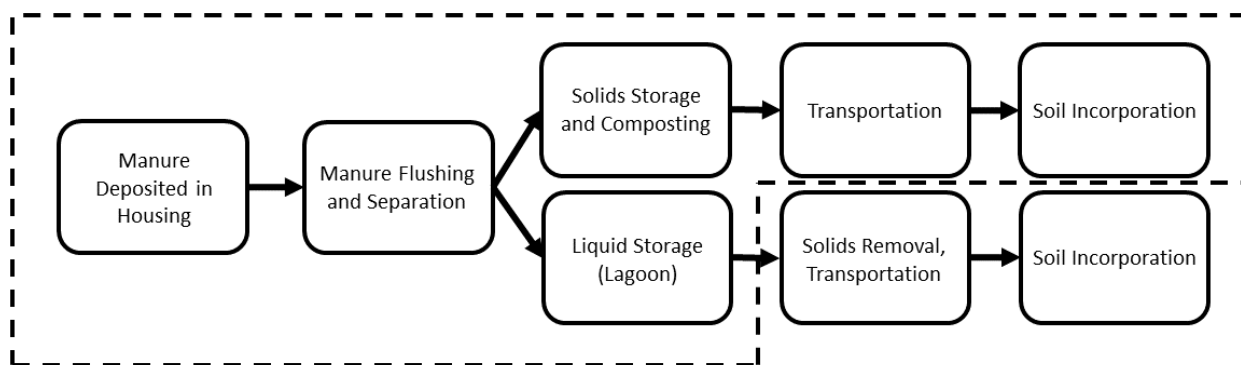 Manure
Deposited in
Housing
Manure Flushing
and Separation
Solids Storage
and Composting
Transportation
Soil Incorporation
Liquid Storage
(Lagoon)
Solids Removal,
Transportation
Soil Incorporation